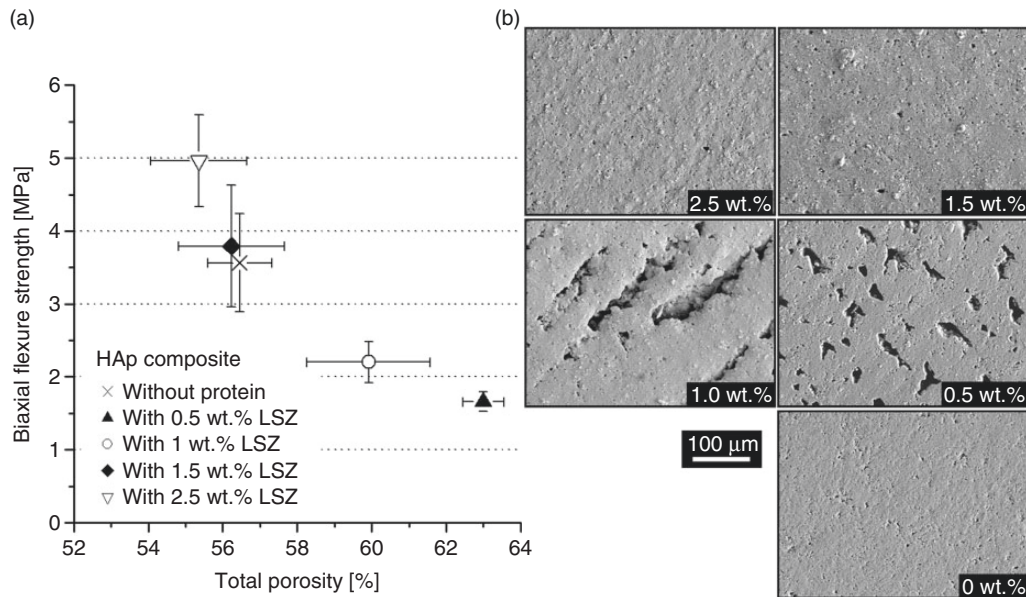 (a)
6
5
4
3
2
1
0
Biaxial flexure strength [MPa]
HAp composite
Without protein
With 0.5 wt.% LSZ
With 1 wt.% LSZ
With 1.5 wt.% LSZ
With 2.5 wt.% LSZ
52 54 56 58 60 62 64
Total porosity [%]
(b)
2.5 wt.% 1.5 wt.%
1.0 wt.% 0.5 wt.%
100 μm
0 wt.%